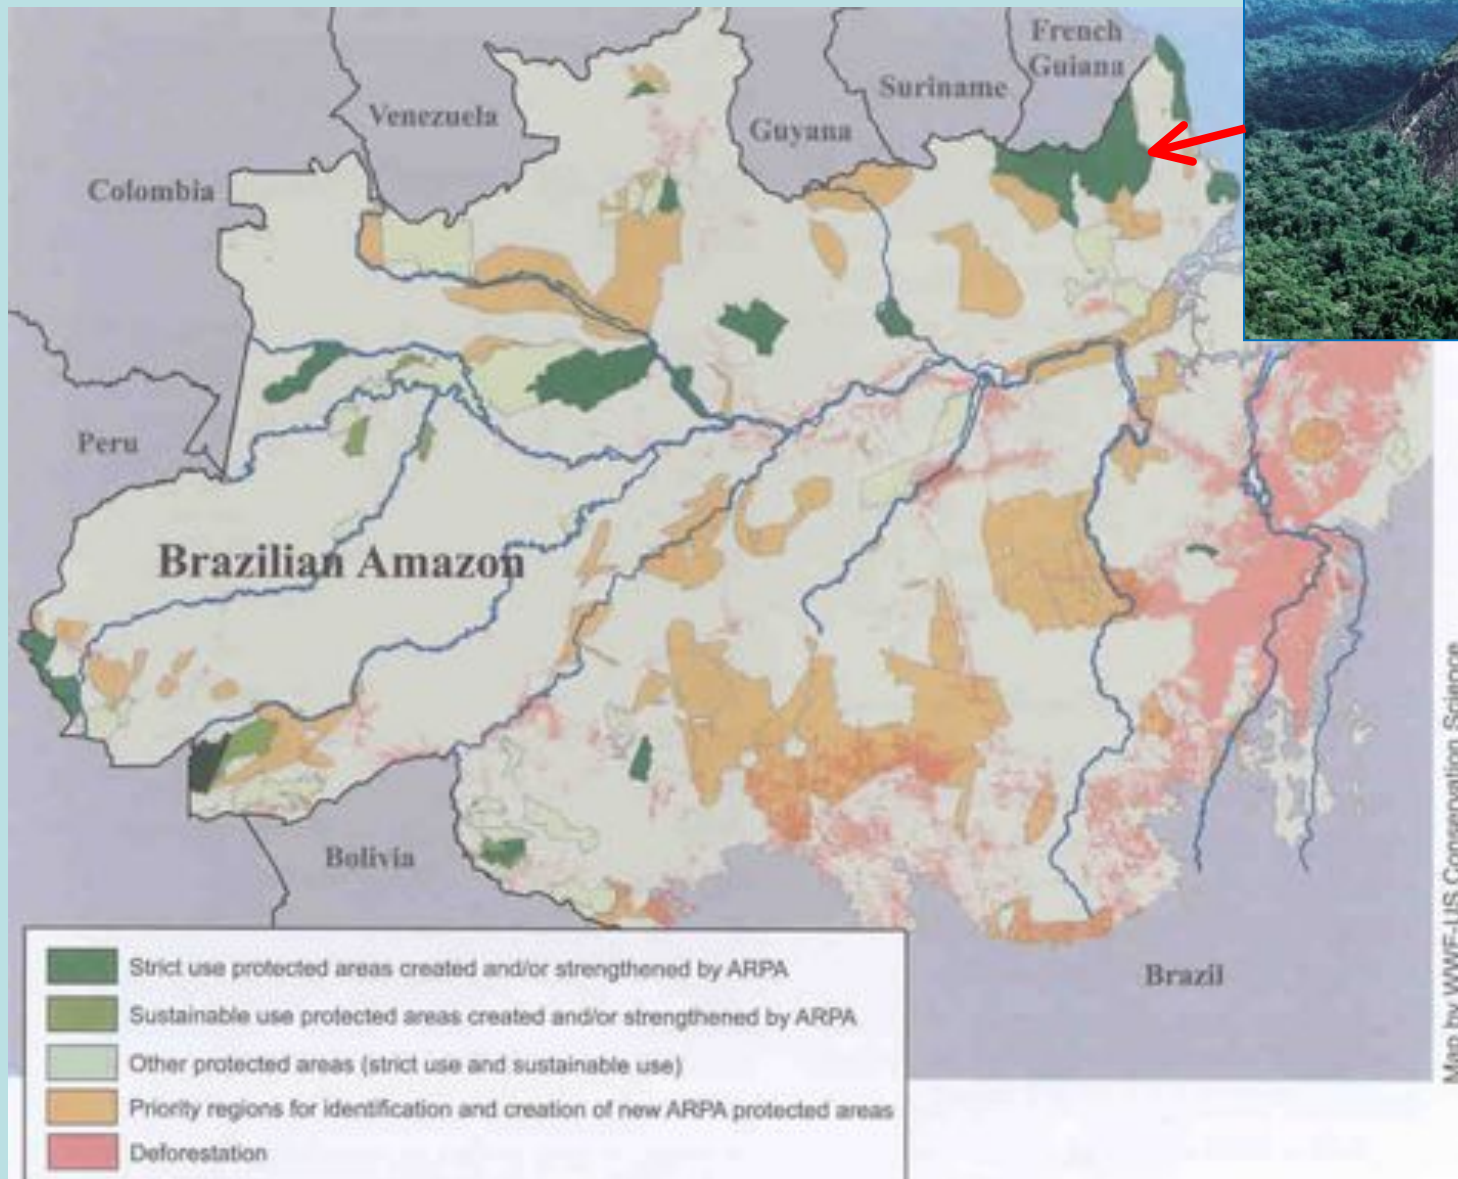 French
Guiana
Suriname
Venezuela
Guyana
Colombia
Peru
Brazilian Amazon
Bolivia
Brazil
Strict use protected areas created and/or strengthened by ARPA
Sustainable use protected areas created and/or strengthened by ARPA
Other protected areas (strict use and sustainable use)
Priority regions for identification and creation of new ARPA protected areas
Deforestation
Map by WWF-US Conservation Science